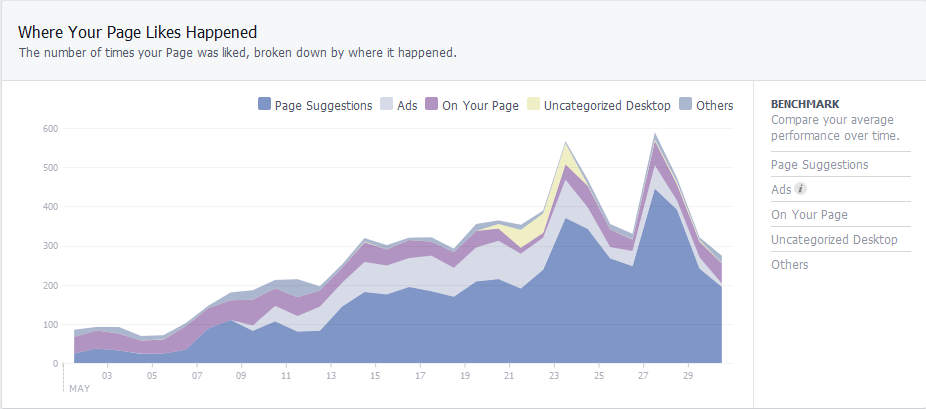 Where Your Page Likes Happened
The number of times your Page was liked, broken down by where it happened.
Page Suggestions Ads On Your Page Uncategorized Desktop Others
600
500
400
300
200
100
0
03 05 07 09 11 13 15 17 19 21 23 25 27 29
MAY
BENCHMARK
Compare your average
performance over time.
Page Suggestions
Ads i
On Your Page
Uncategorized Desktop
Others